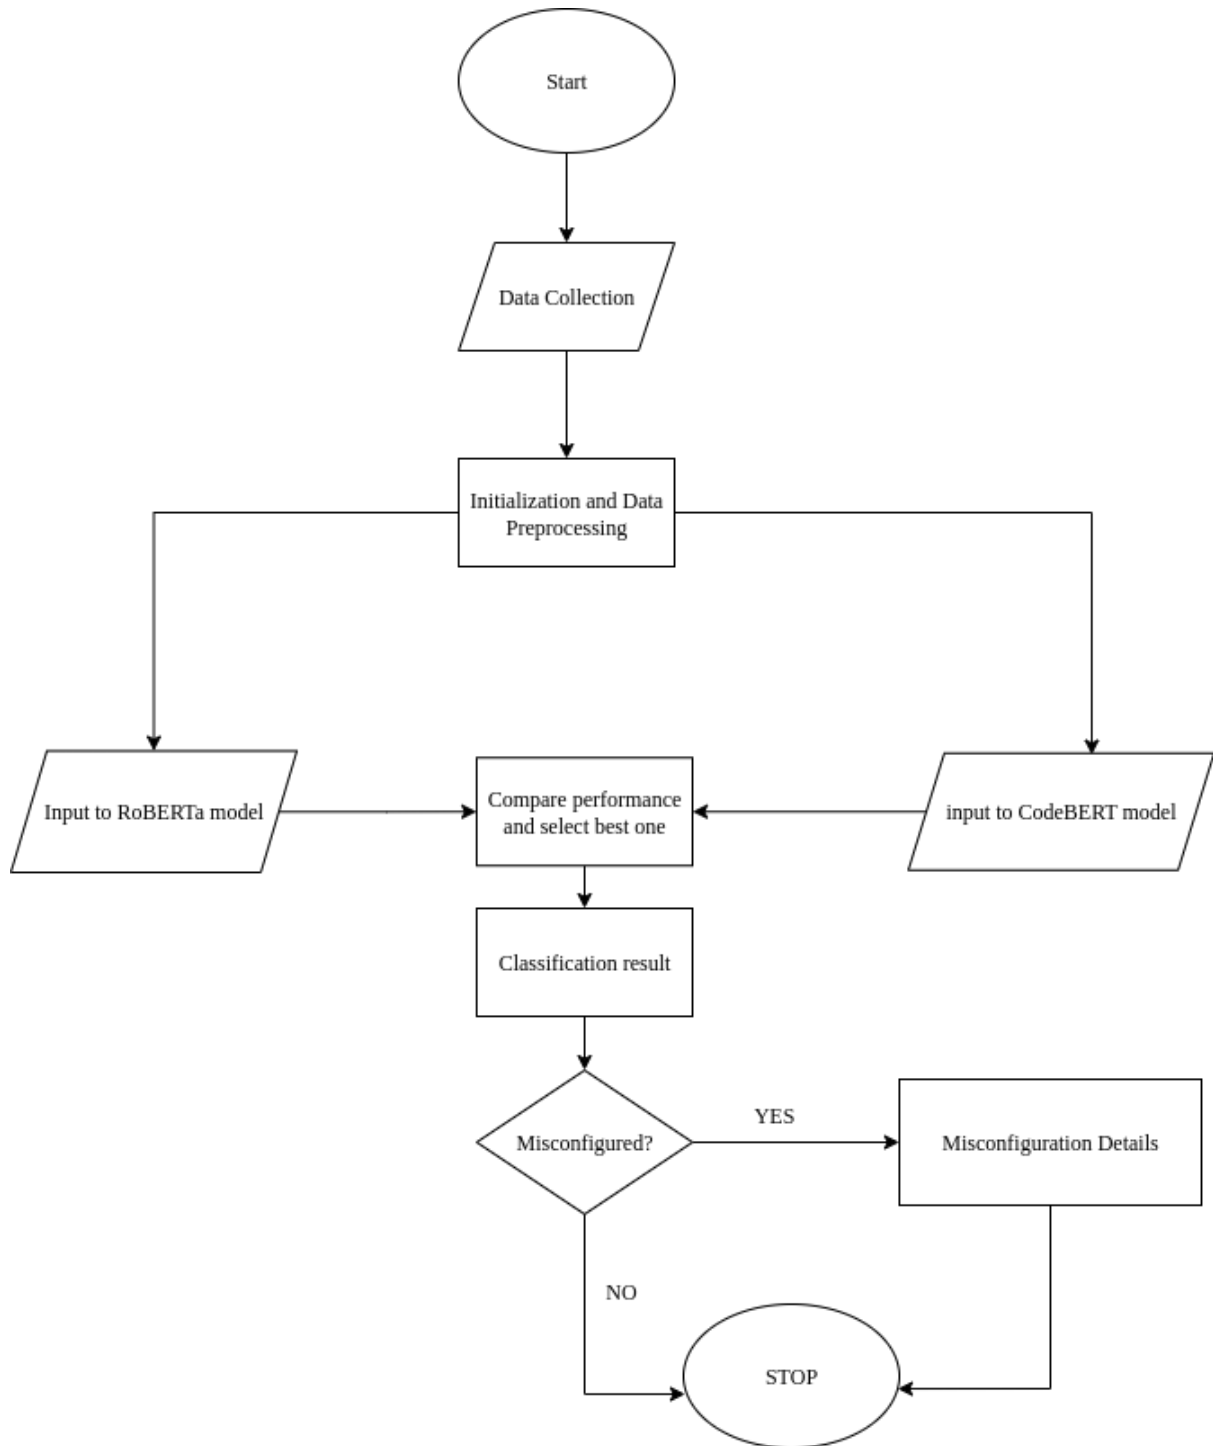 Start
Data Collection
Initialization and Data
Preprocessing
Input to RoBERTa model
Compare performance
and select best one
input to CodeBERT model
Classification result
Misconfigured?
YES
Misconfiguration Details
NO
STOP